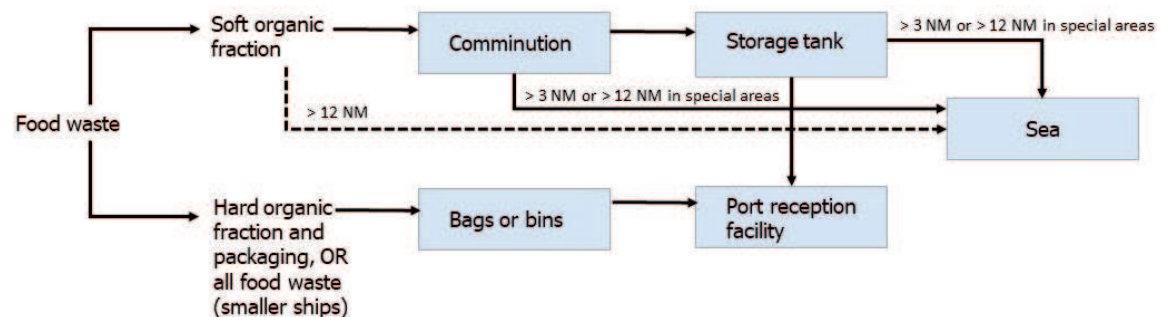 Soft organic
fraction
Comminution
Storage tank
> 3 NM or > 12 NM in special areas
> 3 NM or > 12 NM in special areas
> 12 NM
Food waste
Sea
Hard organic
fraction and
packaging, OR
all food waste
(smaller ships)
Bags or bins
Port reception
facility